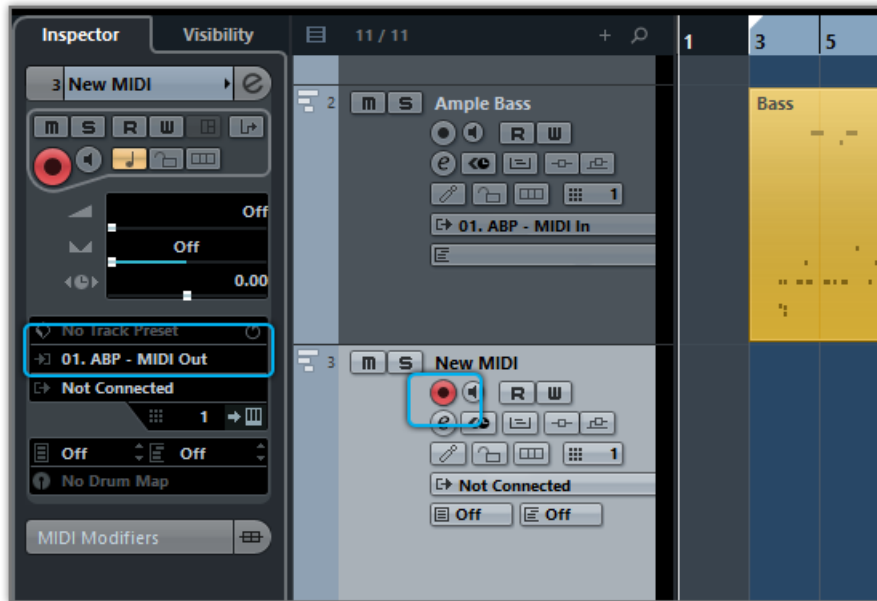 Inspector
Visibility
11 / 11
1
3
5
3 New MIDI
e
M S R W
Off
Off
0.00
No Track Preset
01. ABP - MIDI Out
Not Connected
1
Off
Off
No Drum Map
MIDI Modifiers
2
m S Ample Bass
R W
e
1
01. ABP - MIDI In
3
m S New MIDI
R W
e
1
Not Connected
Off
Off
Bass